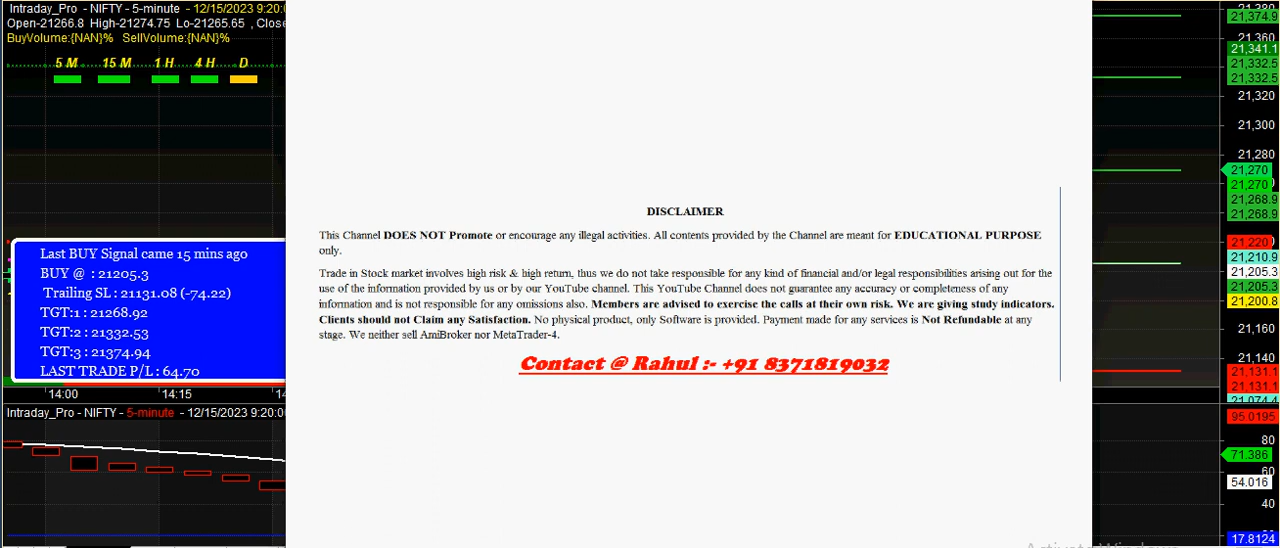 Intraday_Pro - NIFTY - 5-minute - 12/15/2023 9:20:0
Open-21266.8 High-21274.75 Lo-21265.65 , Close
BuyVolume:{NAN}% SellVolume:{NAN}%
5 M 15 M 1 H 4 H D
Last BUY Signal came 15 mins ago
BUY @ : 21205.3
Trailing SL : 21131.08 (-74.22)
TGT:1 : 21268.92
TGT:2 : 21332.53
TGT:3 : 21374.94
LAST TRADE P/L : 64.70
14:00 14:15
Intraday_Pro - NIFTY - 5-minute - 12/15/2023 9:20:0
DISCLAIMER
This Channel DOES NOT Promote or encourage any illegal activities. All contents provided by the Channel are meant for EDUCATIONAL PURPOSE
only.
Trade in Stock market involves high risk & high return, thus we do not take responsible for any kind of financial and/or legal responsibilities arising out for the
use of the information provided by us or by our YouTube channel. This YouTube Channel does not guarantee any accuracy or completeness of any
information and is not responsible for any omissions also. Members are advised to exercise the calls at their own risk. We are giving study indicators.
Clients should not Claim any Satisfaction. No physical product, only Software is provided. Payment made for any services is Not Refundable at any
stage. We neither sell AmiBroker nor MetaTrader-4.
Contact @ Rahul :- +91 8371819032
21,374.9
21,360
21,341.1
21,332.5
21,332.5
21,320
21,300
21,280
21,270
21,270
21,268.9
21,268.9
21,220
21,210.9
21,205.3
21,205.3
21,200.8
21,160
21,140
21,131.1
21,131.1
21,074.4
95.0195
80
71.386
60
54.016
40
17.8124